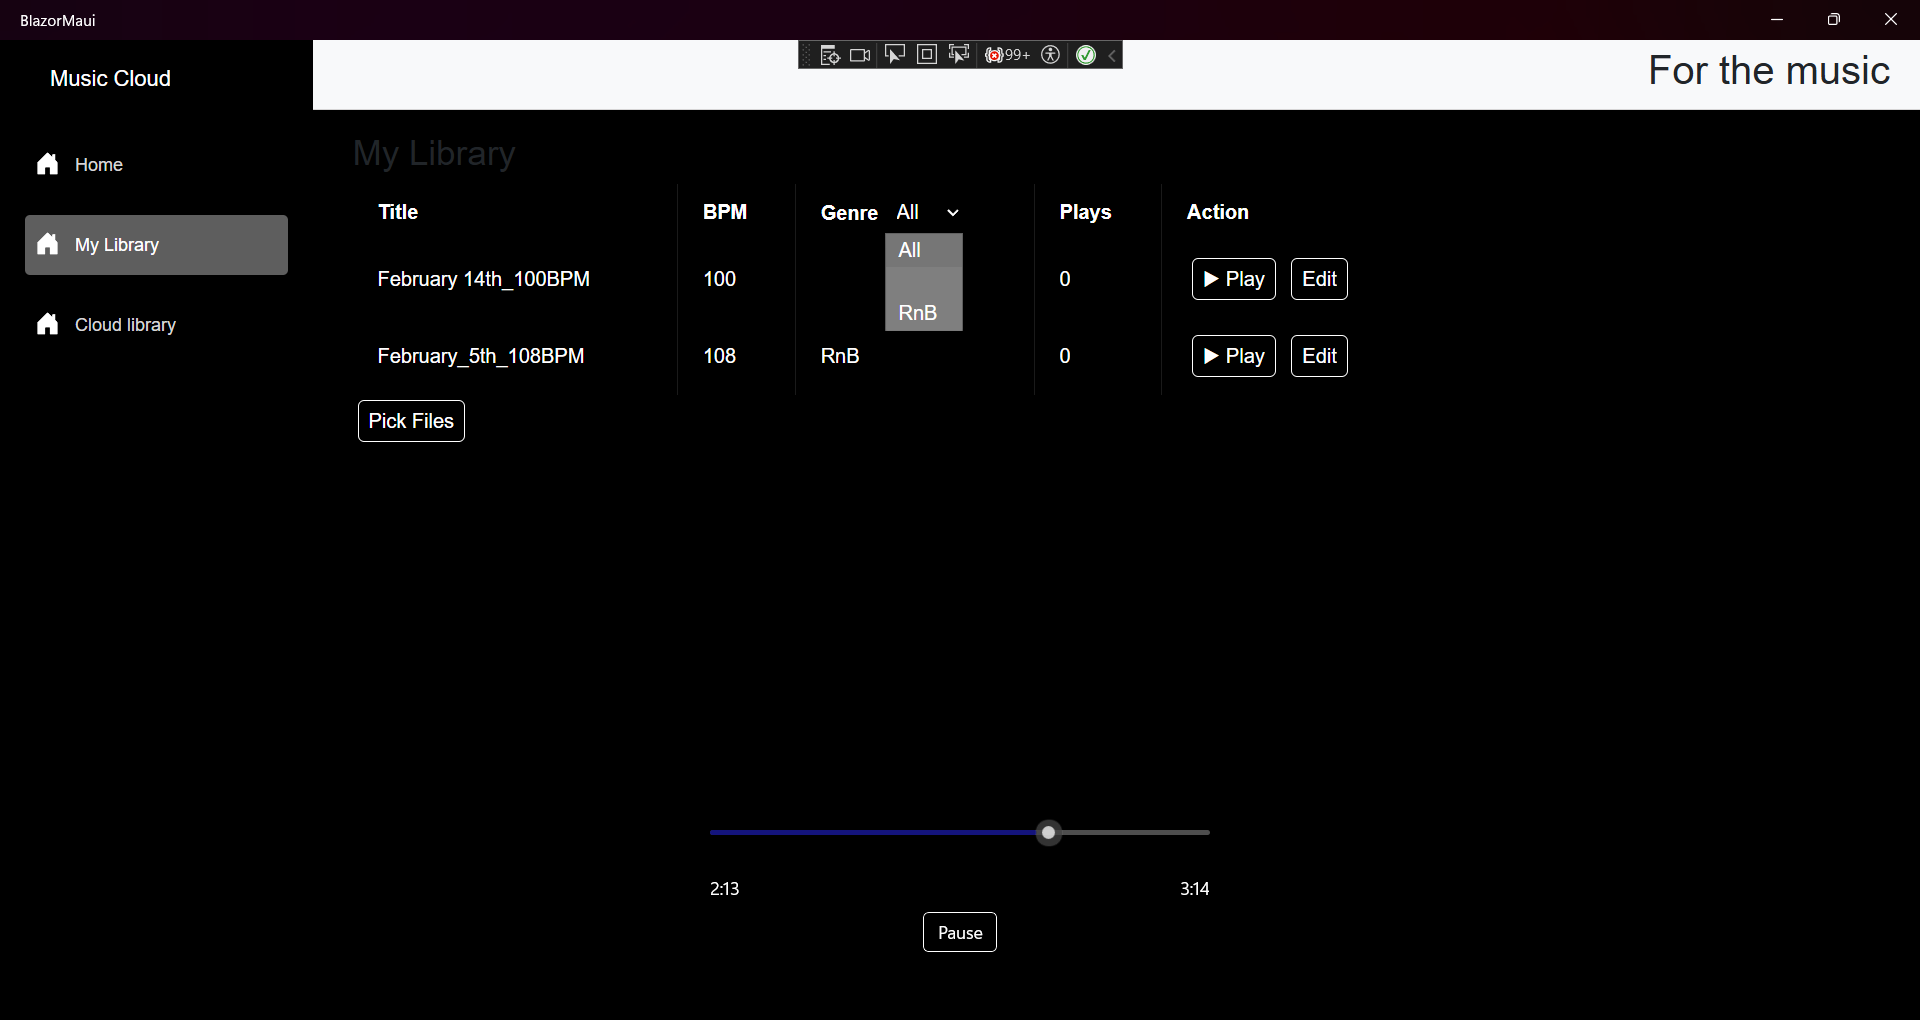 BlazorMaui
99+
Music Cloud
For the music
Home
My Library
Cloud library
My Library
Title BPM Genre All Plays Action
All
RnB
February 14th_100BPM 100 0 Play Edit
February_5th_108BPM 108 RnB 0 Play Edit
Pick Files
2:13 3:14
Pause